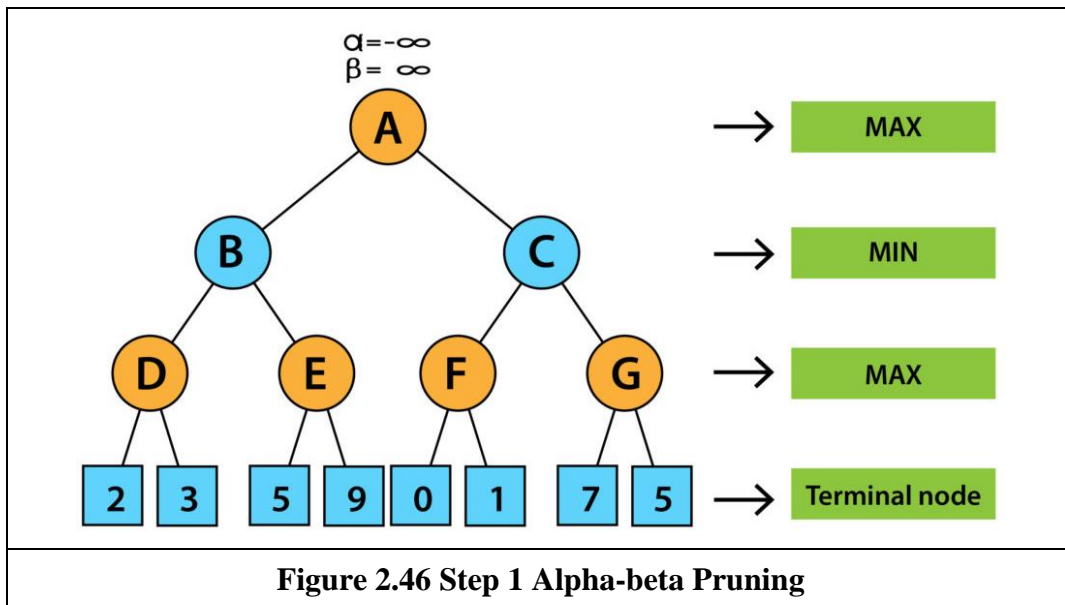 α=-∞
β= ∞
A
MAX
B C
MIN
D E F G
MAX
2 3 5 9 0 1 7 5
Terminal node
Figure 2.46 Step 1 Alpha-beta Pruning